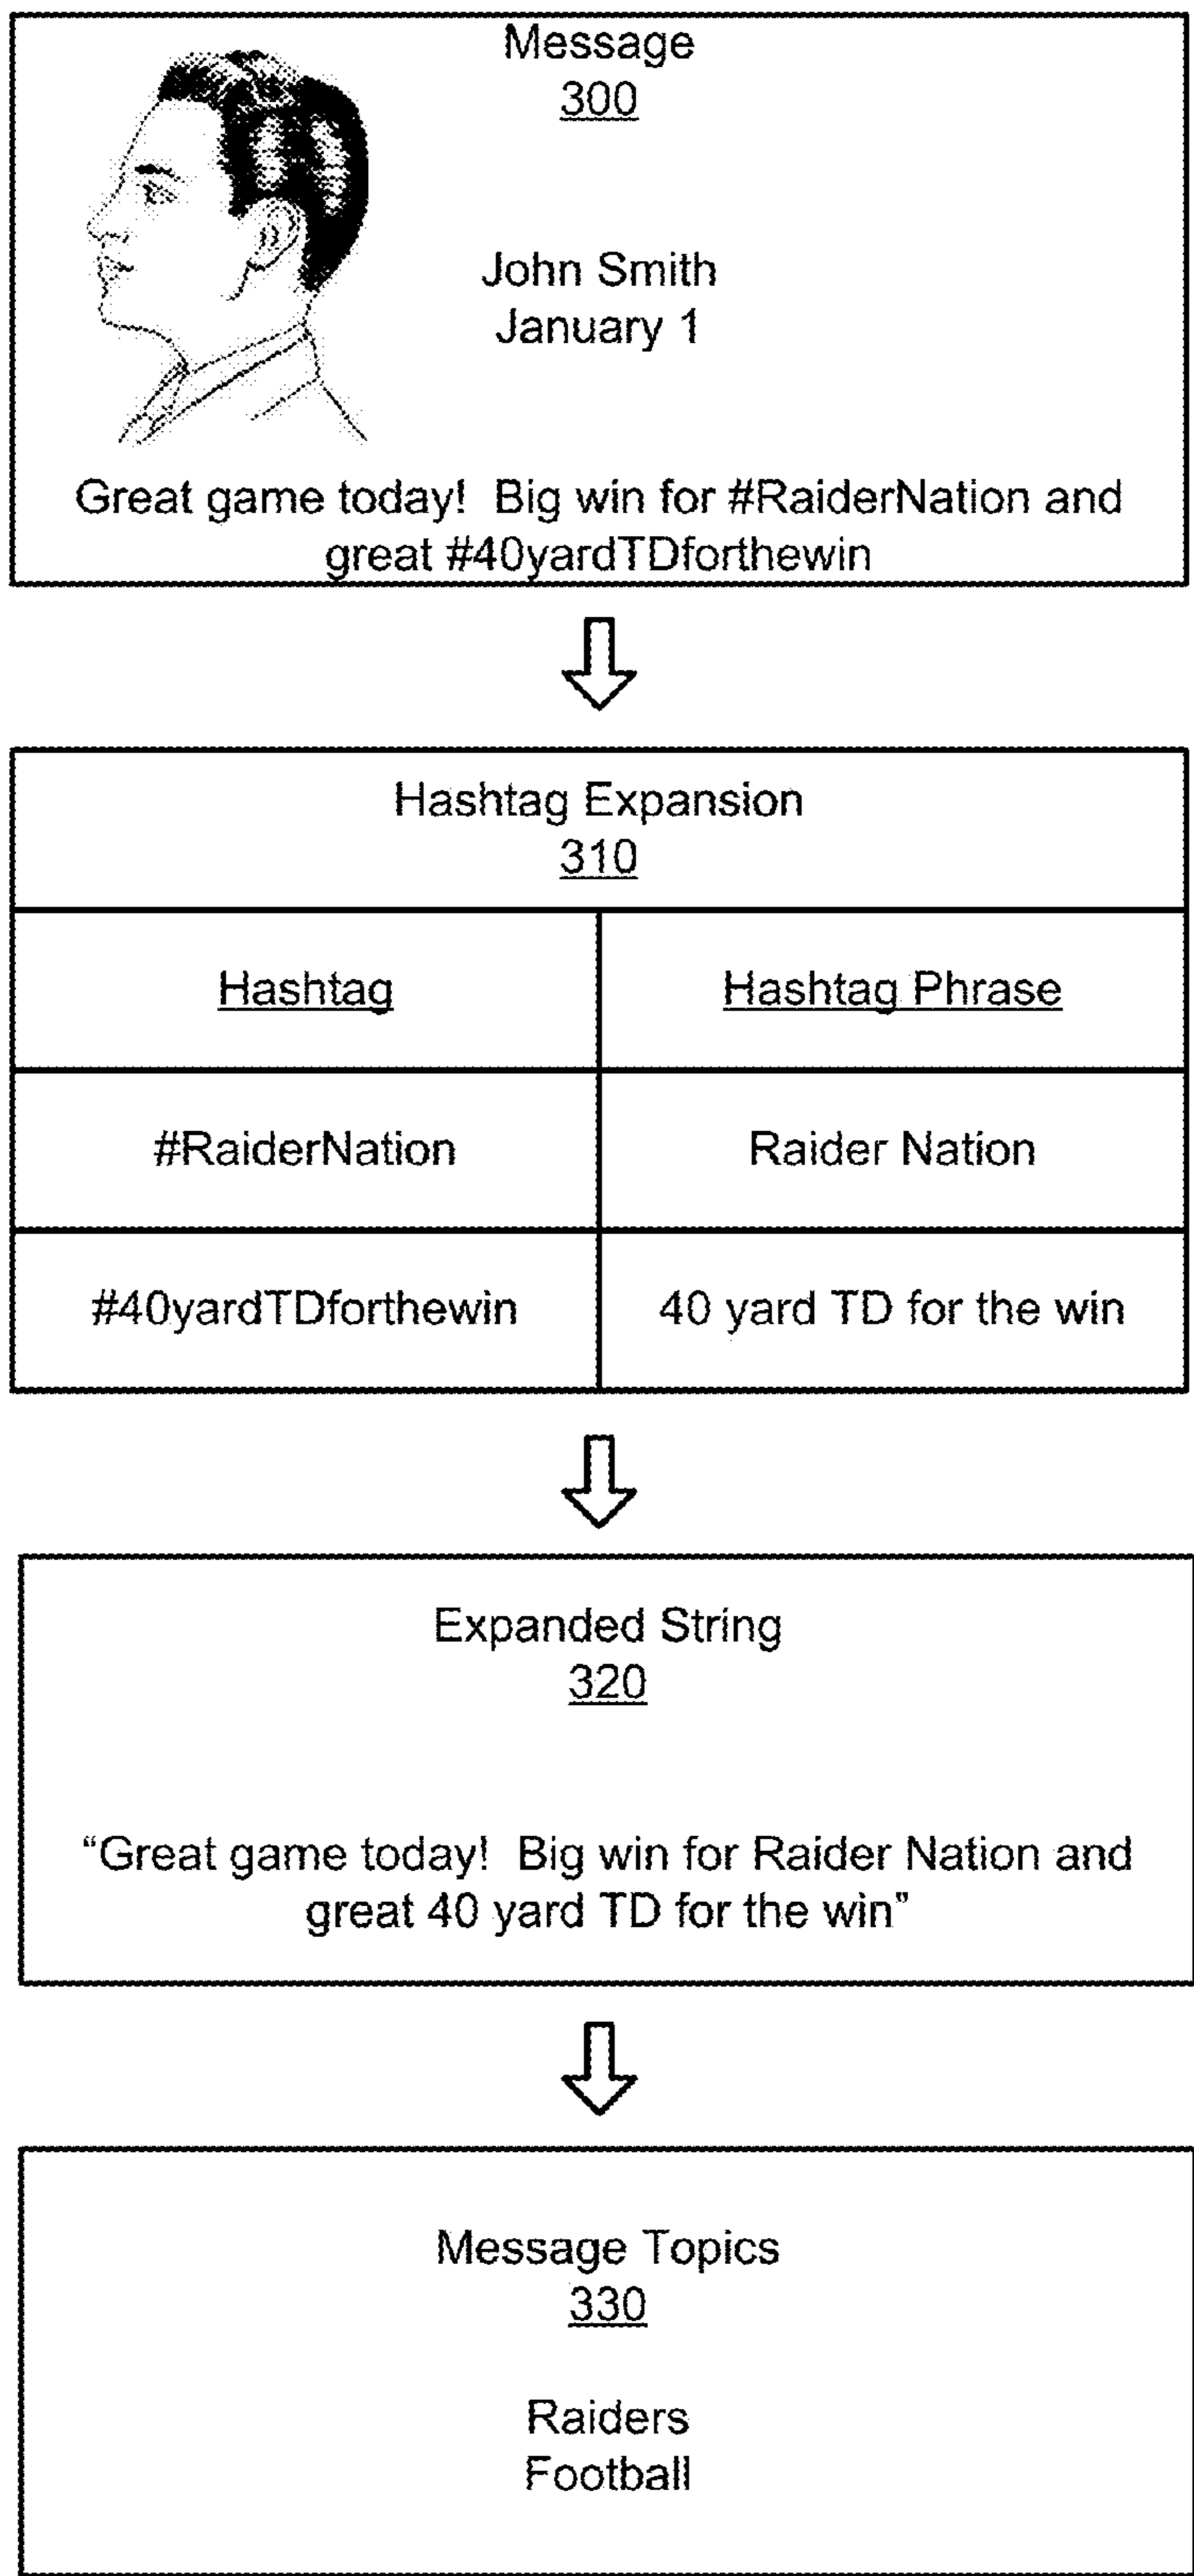 Message
300
John Smith
January 1
Great game today!  Big win for #RaiderNation and
great #40yardTDforthewin
Hashtag Expansion
310
Hashtag
Hashtag Phrase
#RaiderNation
Raider Nation
#40yardTDforthewin
40 yard TD for the win
Expanded String
320
“Great game today!  Big win for Raider Nation and
great 40 yard TD for the win”
Message Topics
330
Raiders
Football